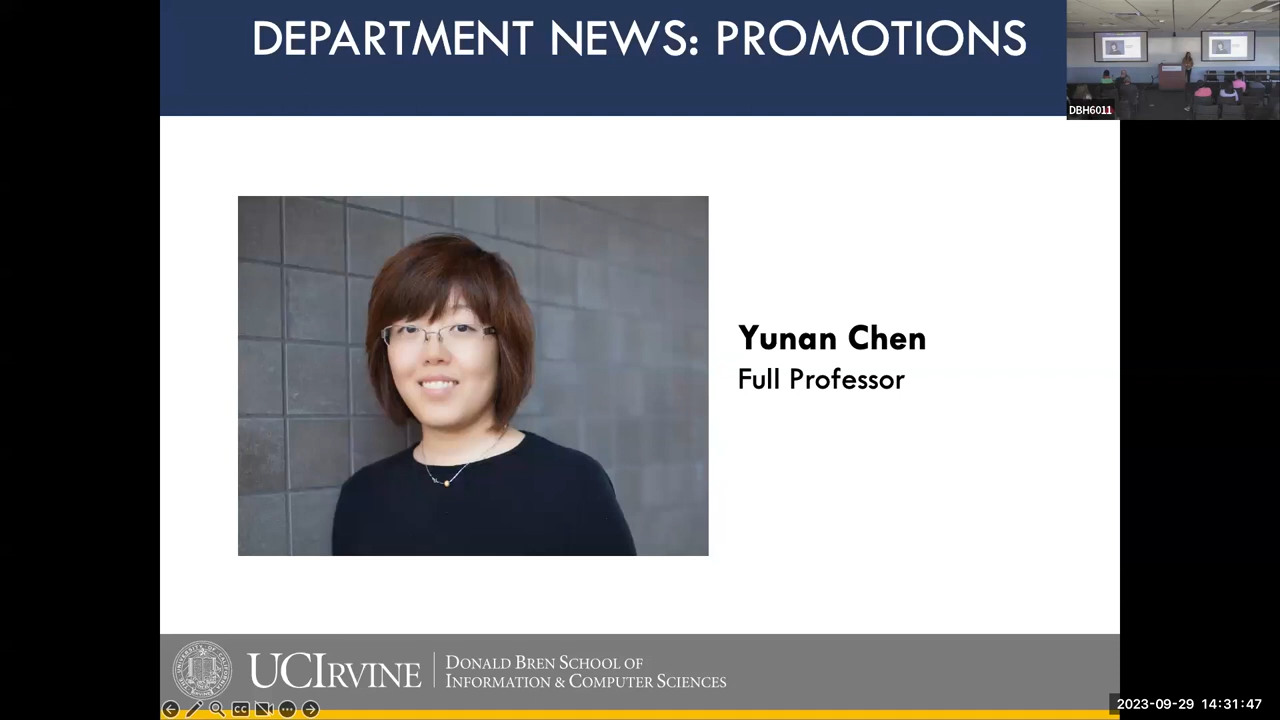 DEPARTMENT NEWS: PROMOTIONS
DBH6011
Yunan Chen
Full Professor
UCIRVINE
DONALD BREN SCHOOL OF
INFORMATION & COMPUTER SCIENCES
CC
2023-09-29 14:31:47